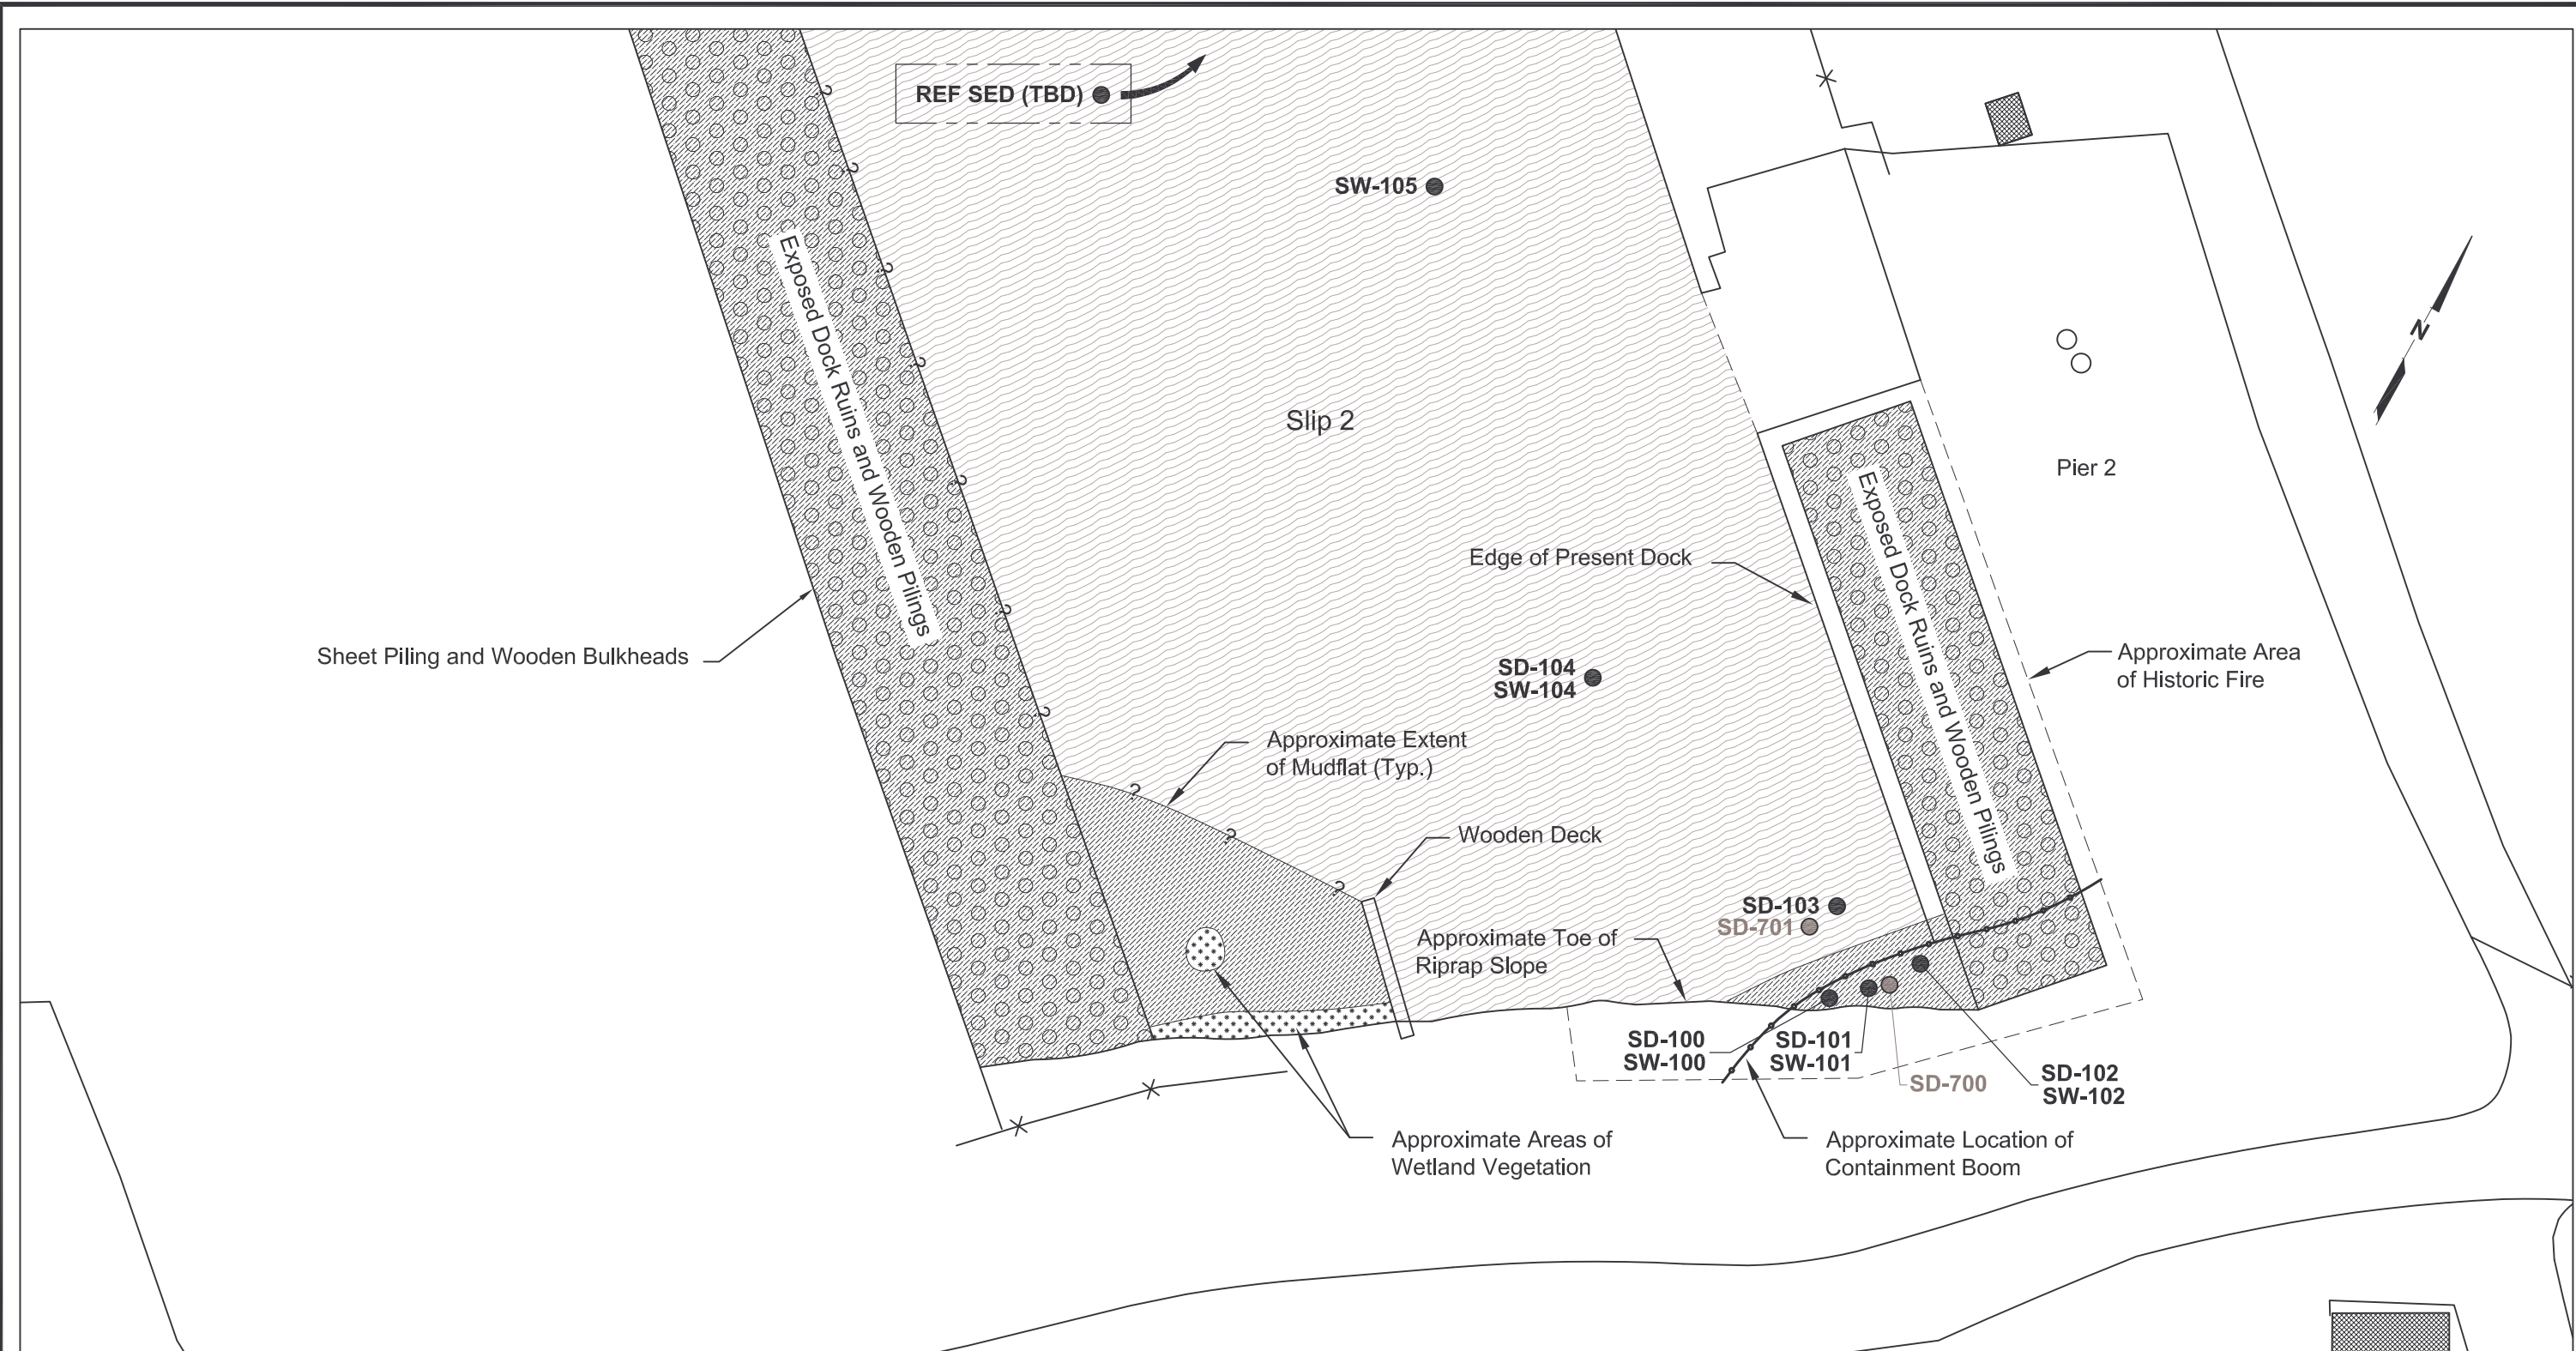 REF SED (TBD)
SW-105
Exposed Dock Ruins and Wooden Pilings
N
Slip 2
Pier 2
Exposed Dock Ruins and Wooden Pilings
Edge of Present Dock
Sheet Piling and Wooden Bulkheads
Approximate Area
of Historic Fire
SD-104
SW-104
Approximate Extent
of Mudflat (Typ.)
Wooden Deck
SD-103
SD-701
Approximate Toe of
Riprap Slope
SD-100
SW-100
SD-101
SW-101
SD-700
SD-102
SW-102
Approximate Areas of
Wetland Vegetation
Approximate Location of
Containment Boom
?
?
?
?
?
?
?
?
?
?